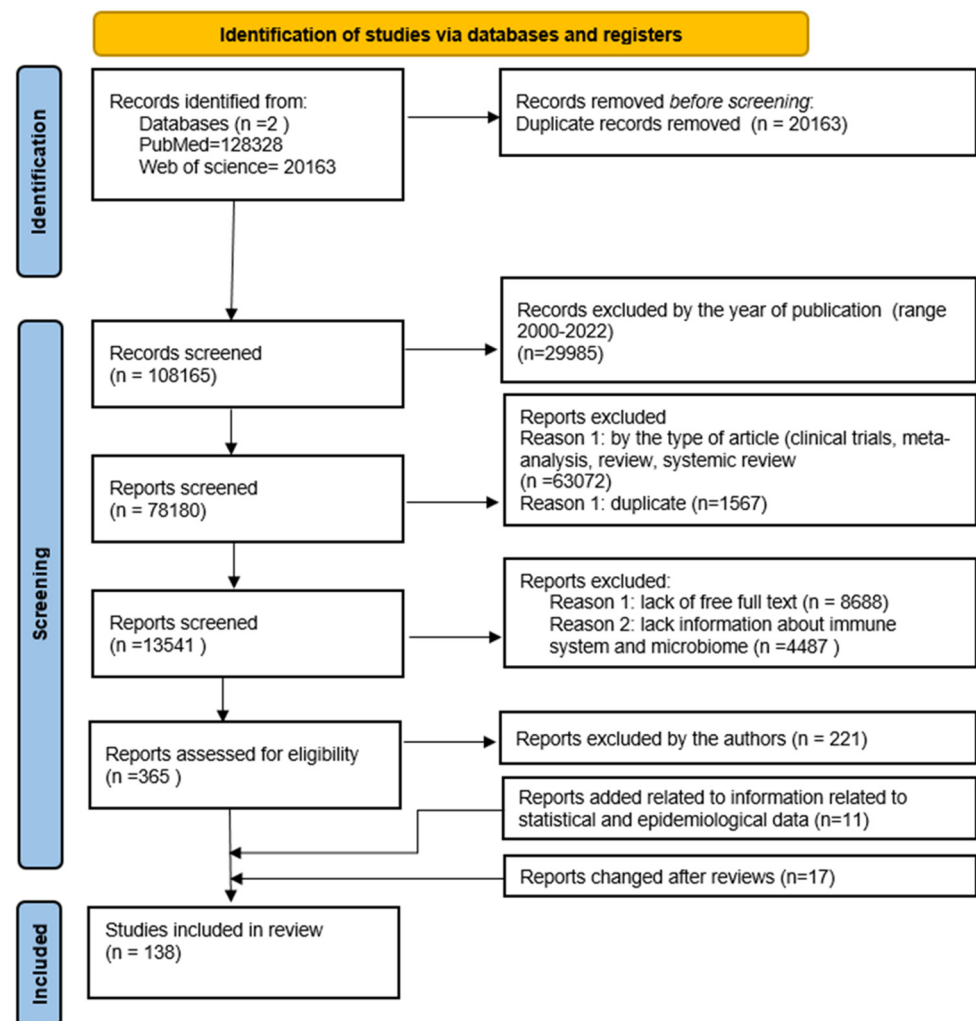 Identification of studies via databases and registers
Identification
Records identified from:
Databases (n =2 )
PubMed=128328
Web of science= 20163
Records removed before screening:
Duplicate records removed (n = 20163)
Screening
Records screened
(n = 108165)
Records excluded by the year of publication (range
2000-2022)
(n=29985)
Reports screened
(n = 78180)
Reports excluded
Reason 1: by the type of article (clinical trials, meta-
analysis, review, systemic review
(n =63072)
Reason 1: duplicate (n=1567)
Reports screened
(n =13541 )
Reports excluded:
Reason 1: lack of free full text (n = 8688)
Reason 2: lack information about immune
system and microbiome (n =4487 )
Reports assessed for eligibility
(n =365 )
Reports excluded by the authors (n = 221)
Reports added related to information related to
statistical and epidemiological data (n=11)
Reports changed after reviews (n=17)
Included
Studies included in review
(n = 138)